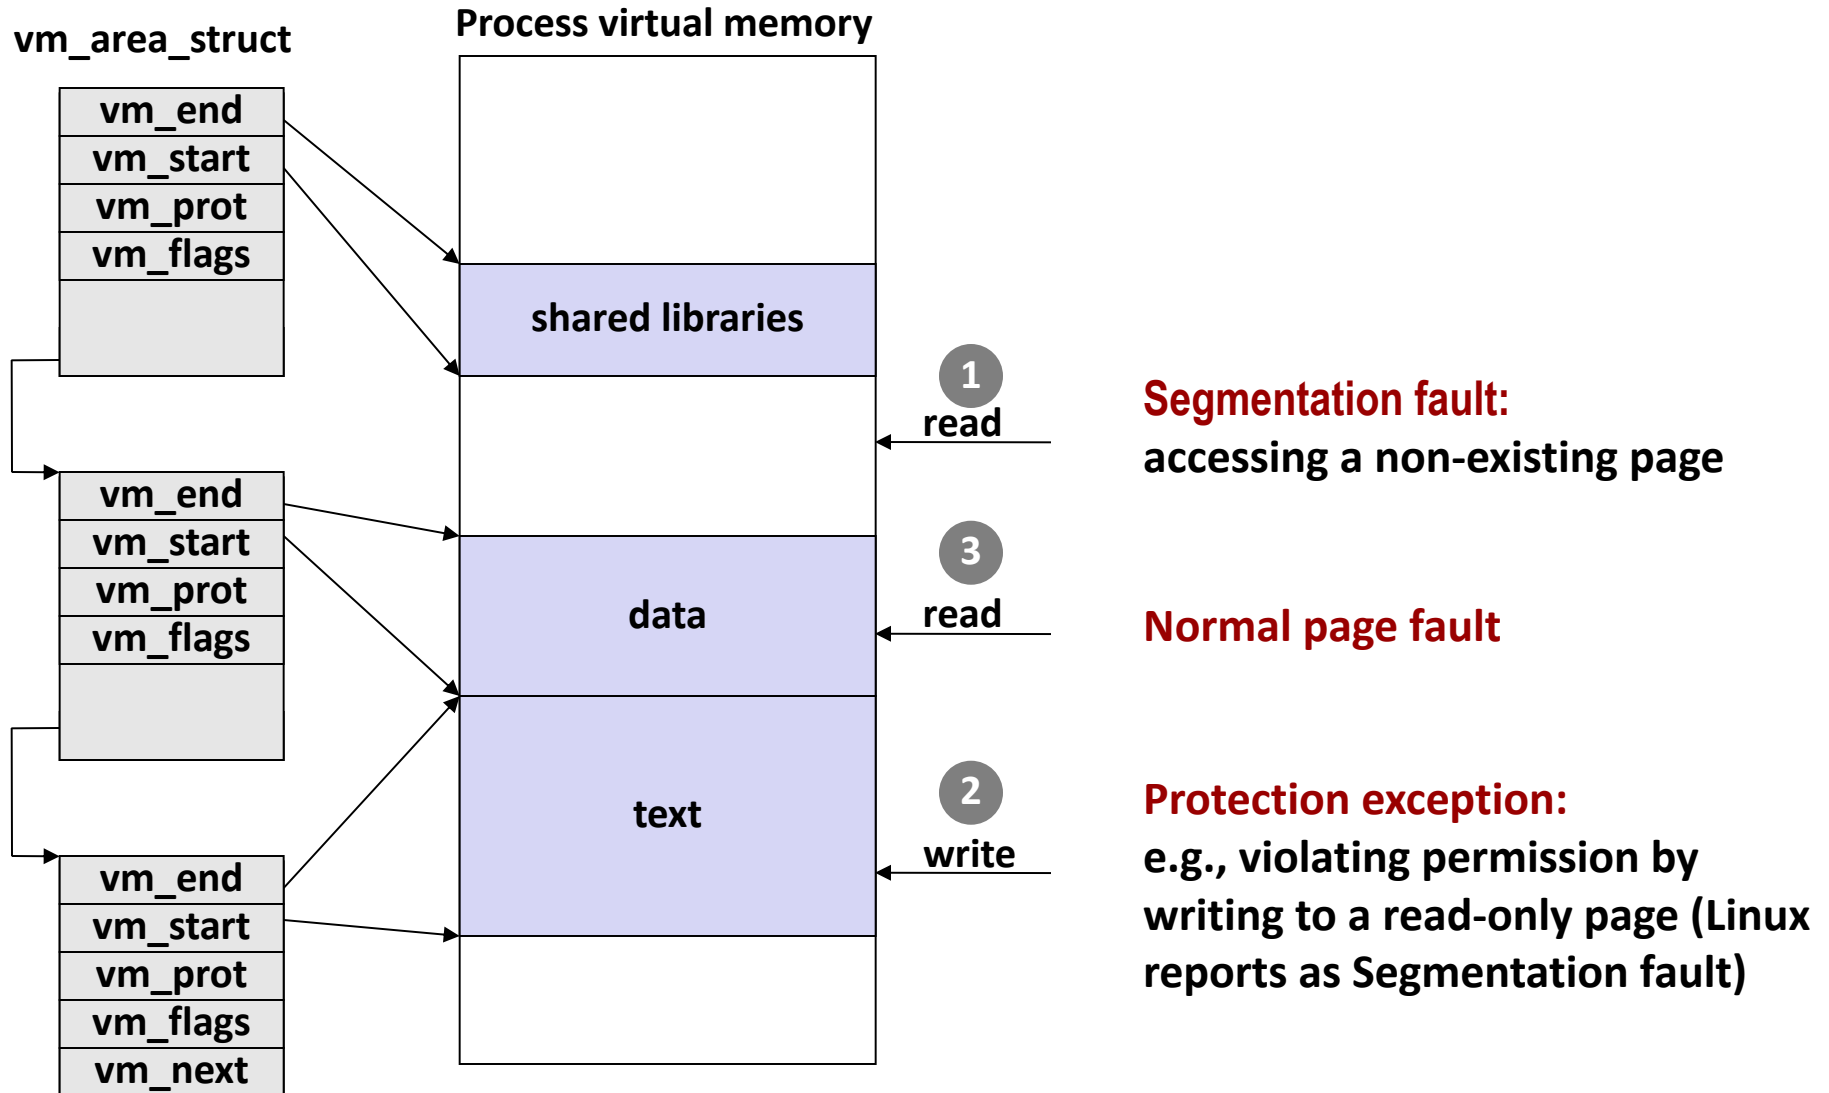 vm_area_struct
vm_end
vm_start
vm_prot
vm_flags
vm_end
vm_start
vm_prot
vm_flags
vm_end
vm_start
vm_prot
vm_flags
vm_next
Process virtual memory
shared libraries
data
text
1
read
3
read
2
write
Segmentation fault:
accessing a non-existing page
Normal page fault
Protection exception:
e.g., violating permission by
writing to a read-only page (Linux
reports as Segmentation fault)